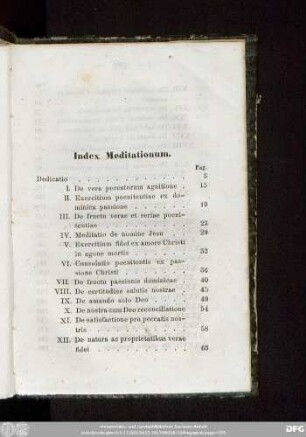 Index Meditationum.
Pag.
Dedicatio . . . . . . . . . . . 5
I. De vera peccatorum agnitione . 15
II. Exercitium poenitentiae ex do-
minica passione . . . . . . 19
III. De fructu verae et seriae poeni-
tentiae . . . . . . . . . 23
IV. Meditatio de nomine Jesu . . 29
V. Exercitium fidei ex amore Christi
in agone mortis . . . . . . 32
VI. Consolatio poenitentis ex pas-
sione Christi . . . . . . . 36
VII. De fructu passionis dominicae . 40
VIII. De certitudine salutis nostrae . 45
IX. De amando solo Deo . . . . 49
X. De nostra cum Deo reconciliatione 54
XI. De satisfactione pro peccatis nos-
tris . . . . . . . . . . 58
XII. De natura ac proprietatibus verae
fidei . . . . . . . . . . 63